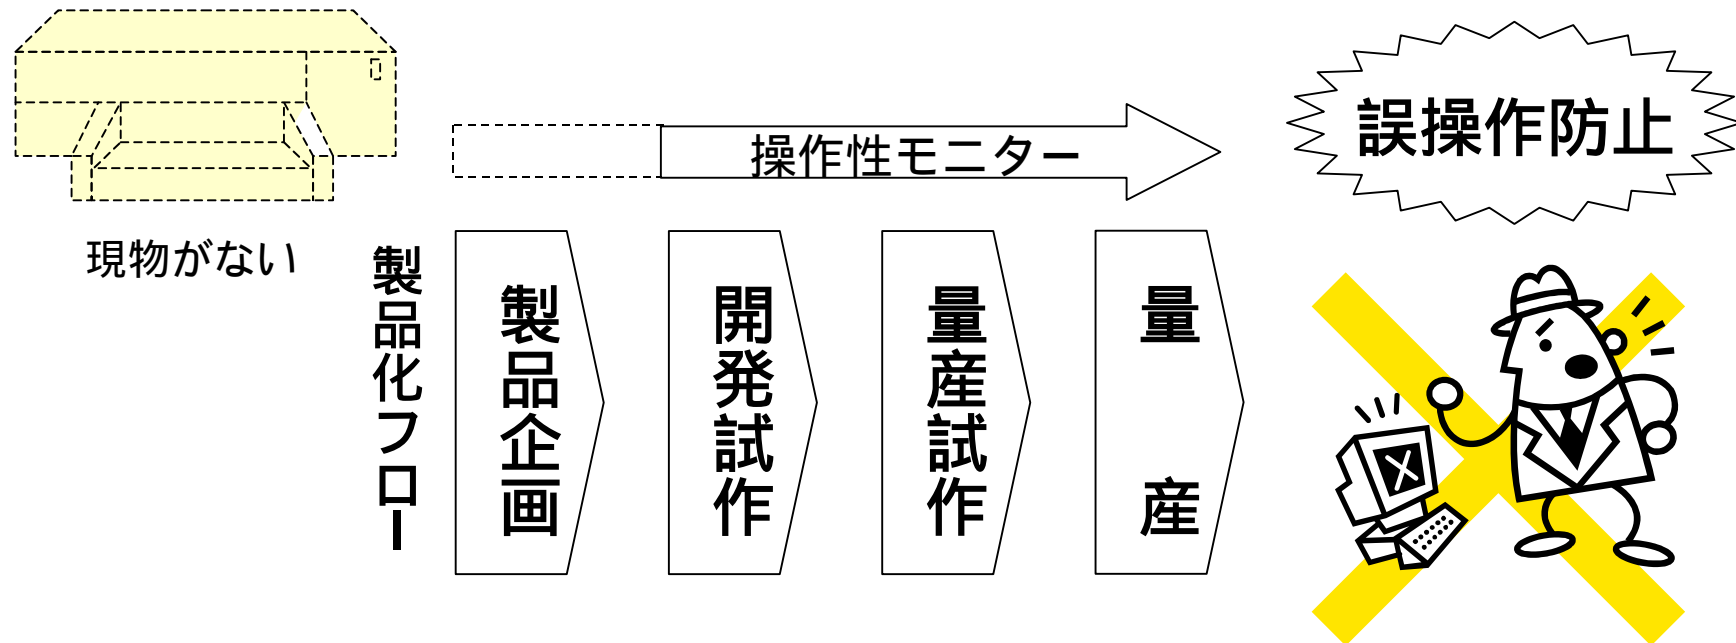 操作性モニター
誤操作防止
現物がない
製品化フロー
製品企画
開発試作
量産試作
量産